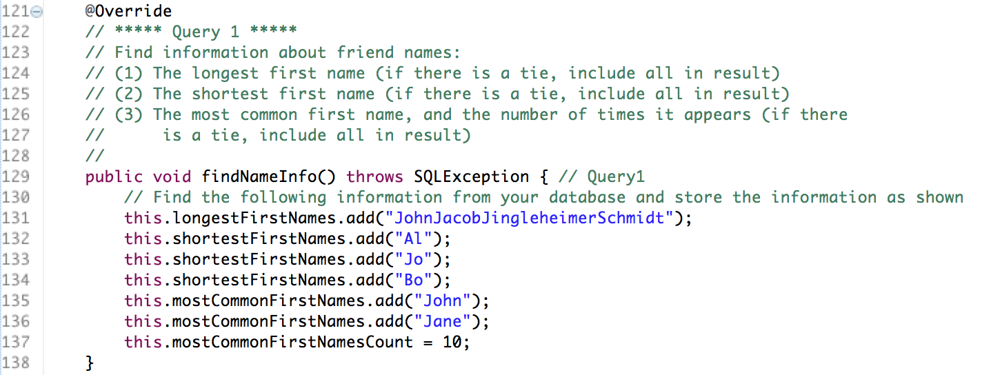 121 @Override
122 // ***** Query 1 *****
123 // Find information about friend names:
124 // (1) The longest first name (if there is a tie, include all in result)
125 // (2) The shortest first name (if there is a tie, include all in result)
126 // (3) The most common first name, and the number of times it appears (if there
127 //      is a tie, include all in result)
128 //
129 public void findNameInfo() throws SQLException { // Query1
130     // Find the following information from your database and store the information as shown
131     this.longestFirstNames.add("JohnJacobJingleheimerSchmidt");
132     this.shortestFirstNames.add("Al");
133     this.shortestFirstNames.add("Jo");
134     this.shortestFirstNames.add("Bo");
135     this.mostCommonFirstNames.add("John");
136     this.mostCommonFirstNames.add("Jane");
137     this.mostCommonFirstNamesCount = 10;
138 }